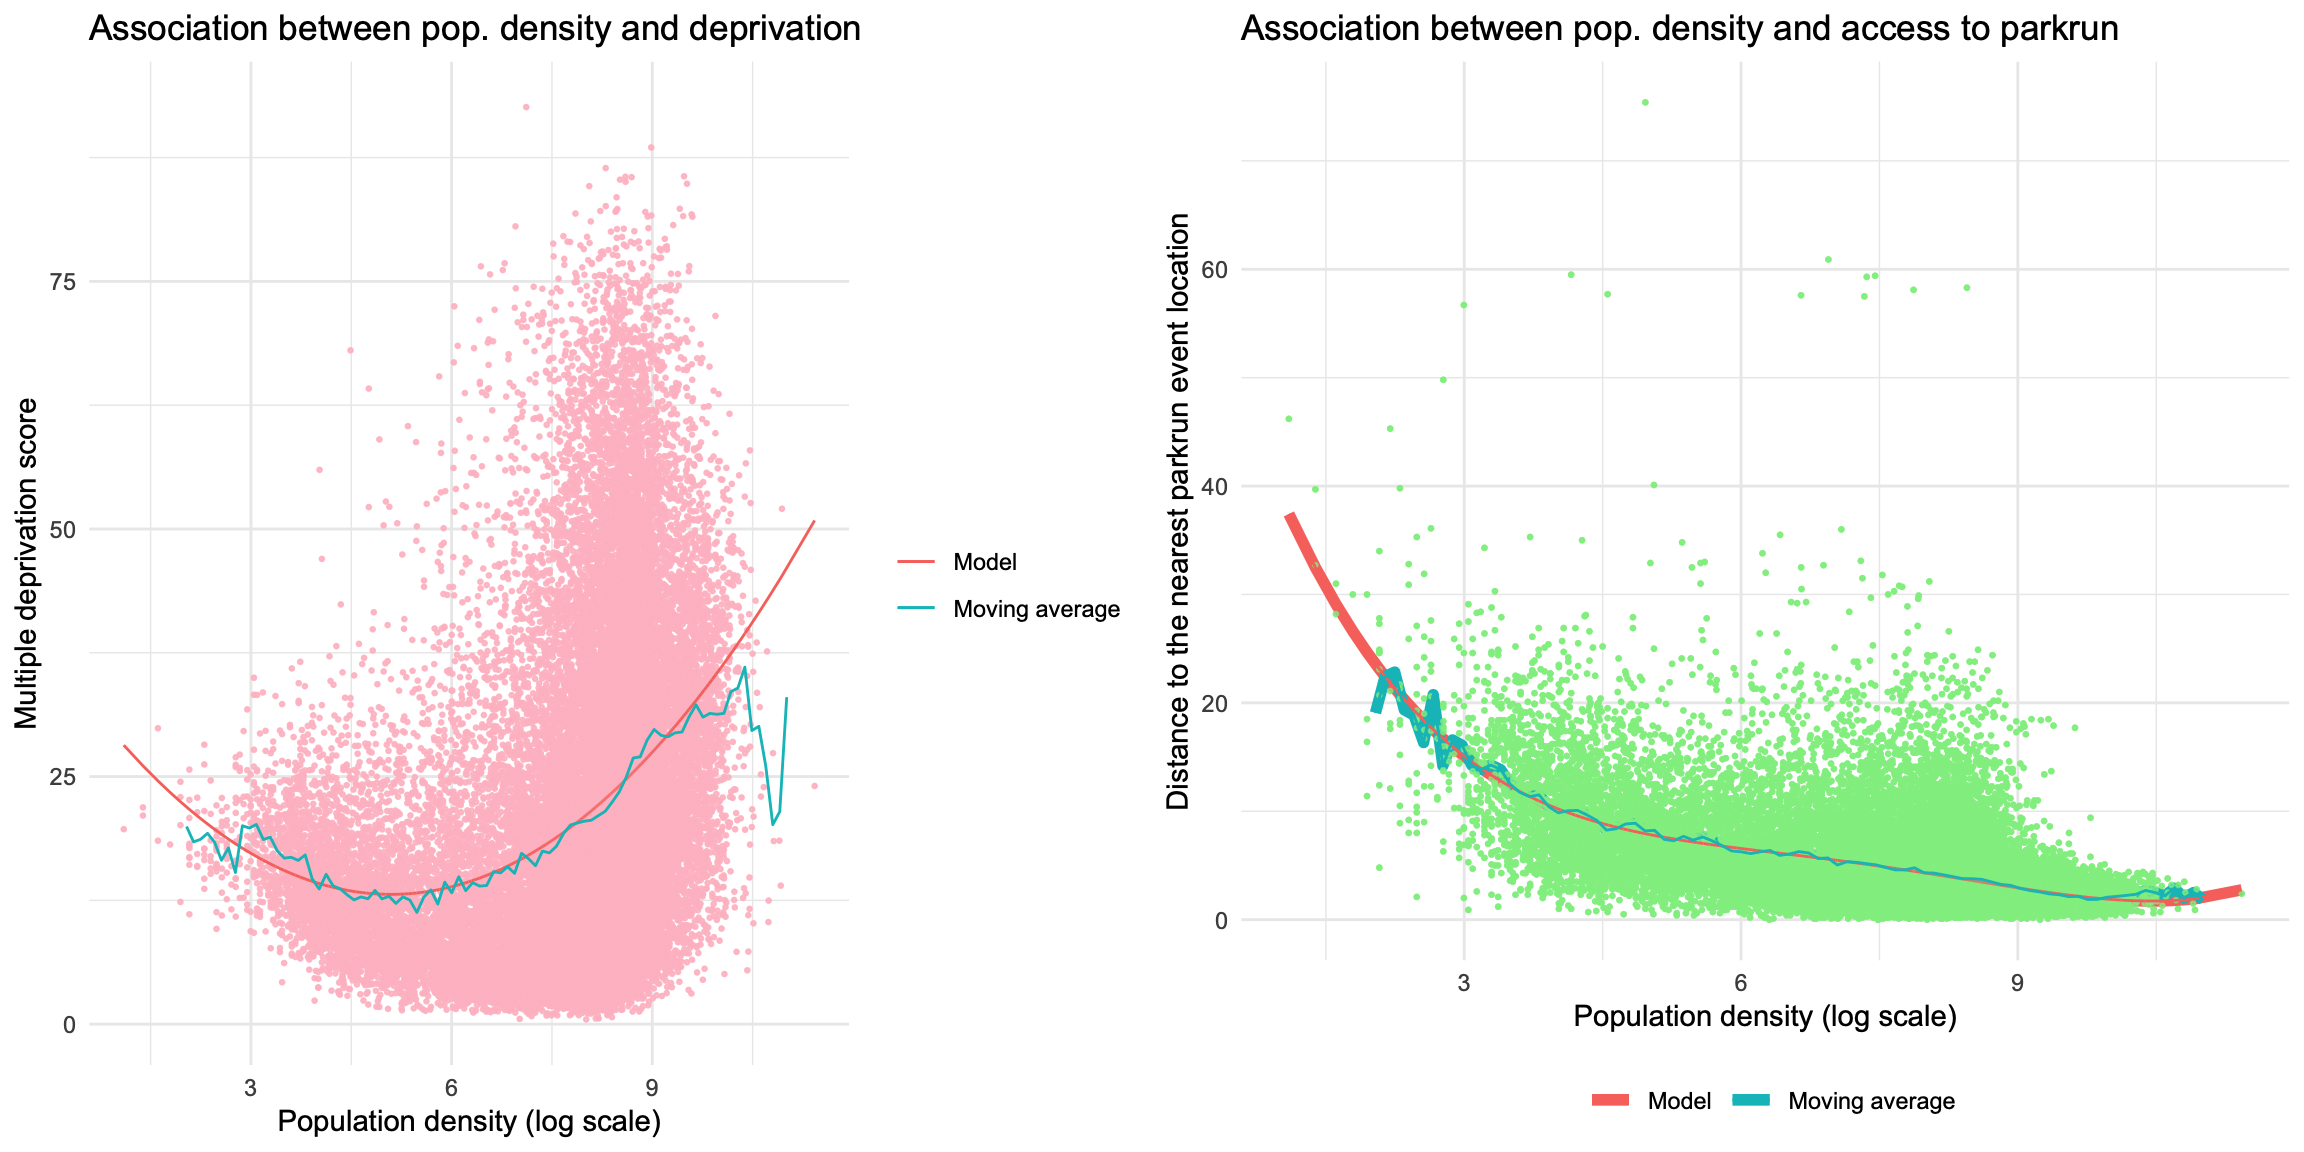 Association between pop. density and deprivation
Multiple deprivation score
75
50
25
0
3 6 9
Population density (log scale)
Model
Moving average
Association between pop. density and access to parkrun
Distance to the nearest parkrun event location
60
40
20
0
3 6 9
Population density (log scale)
Model Moving average